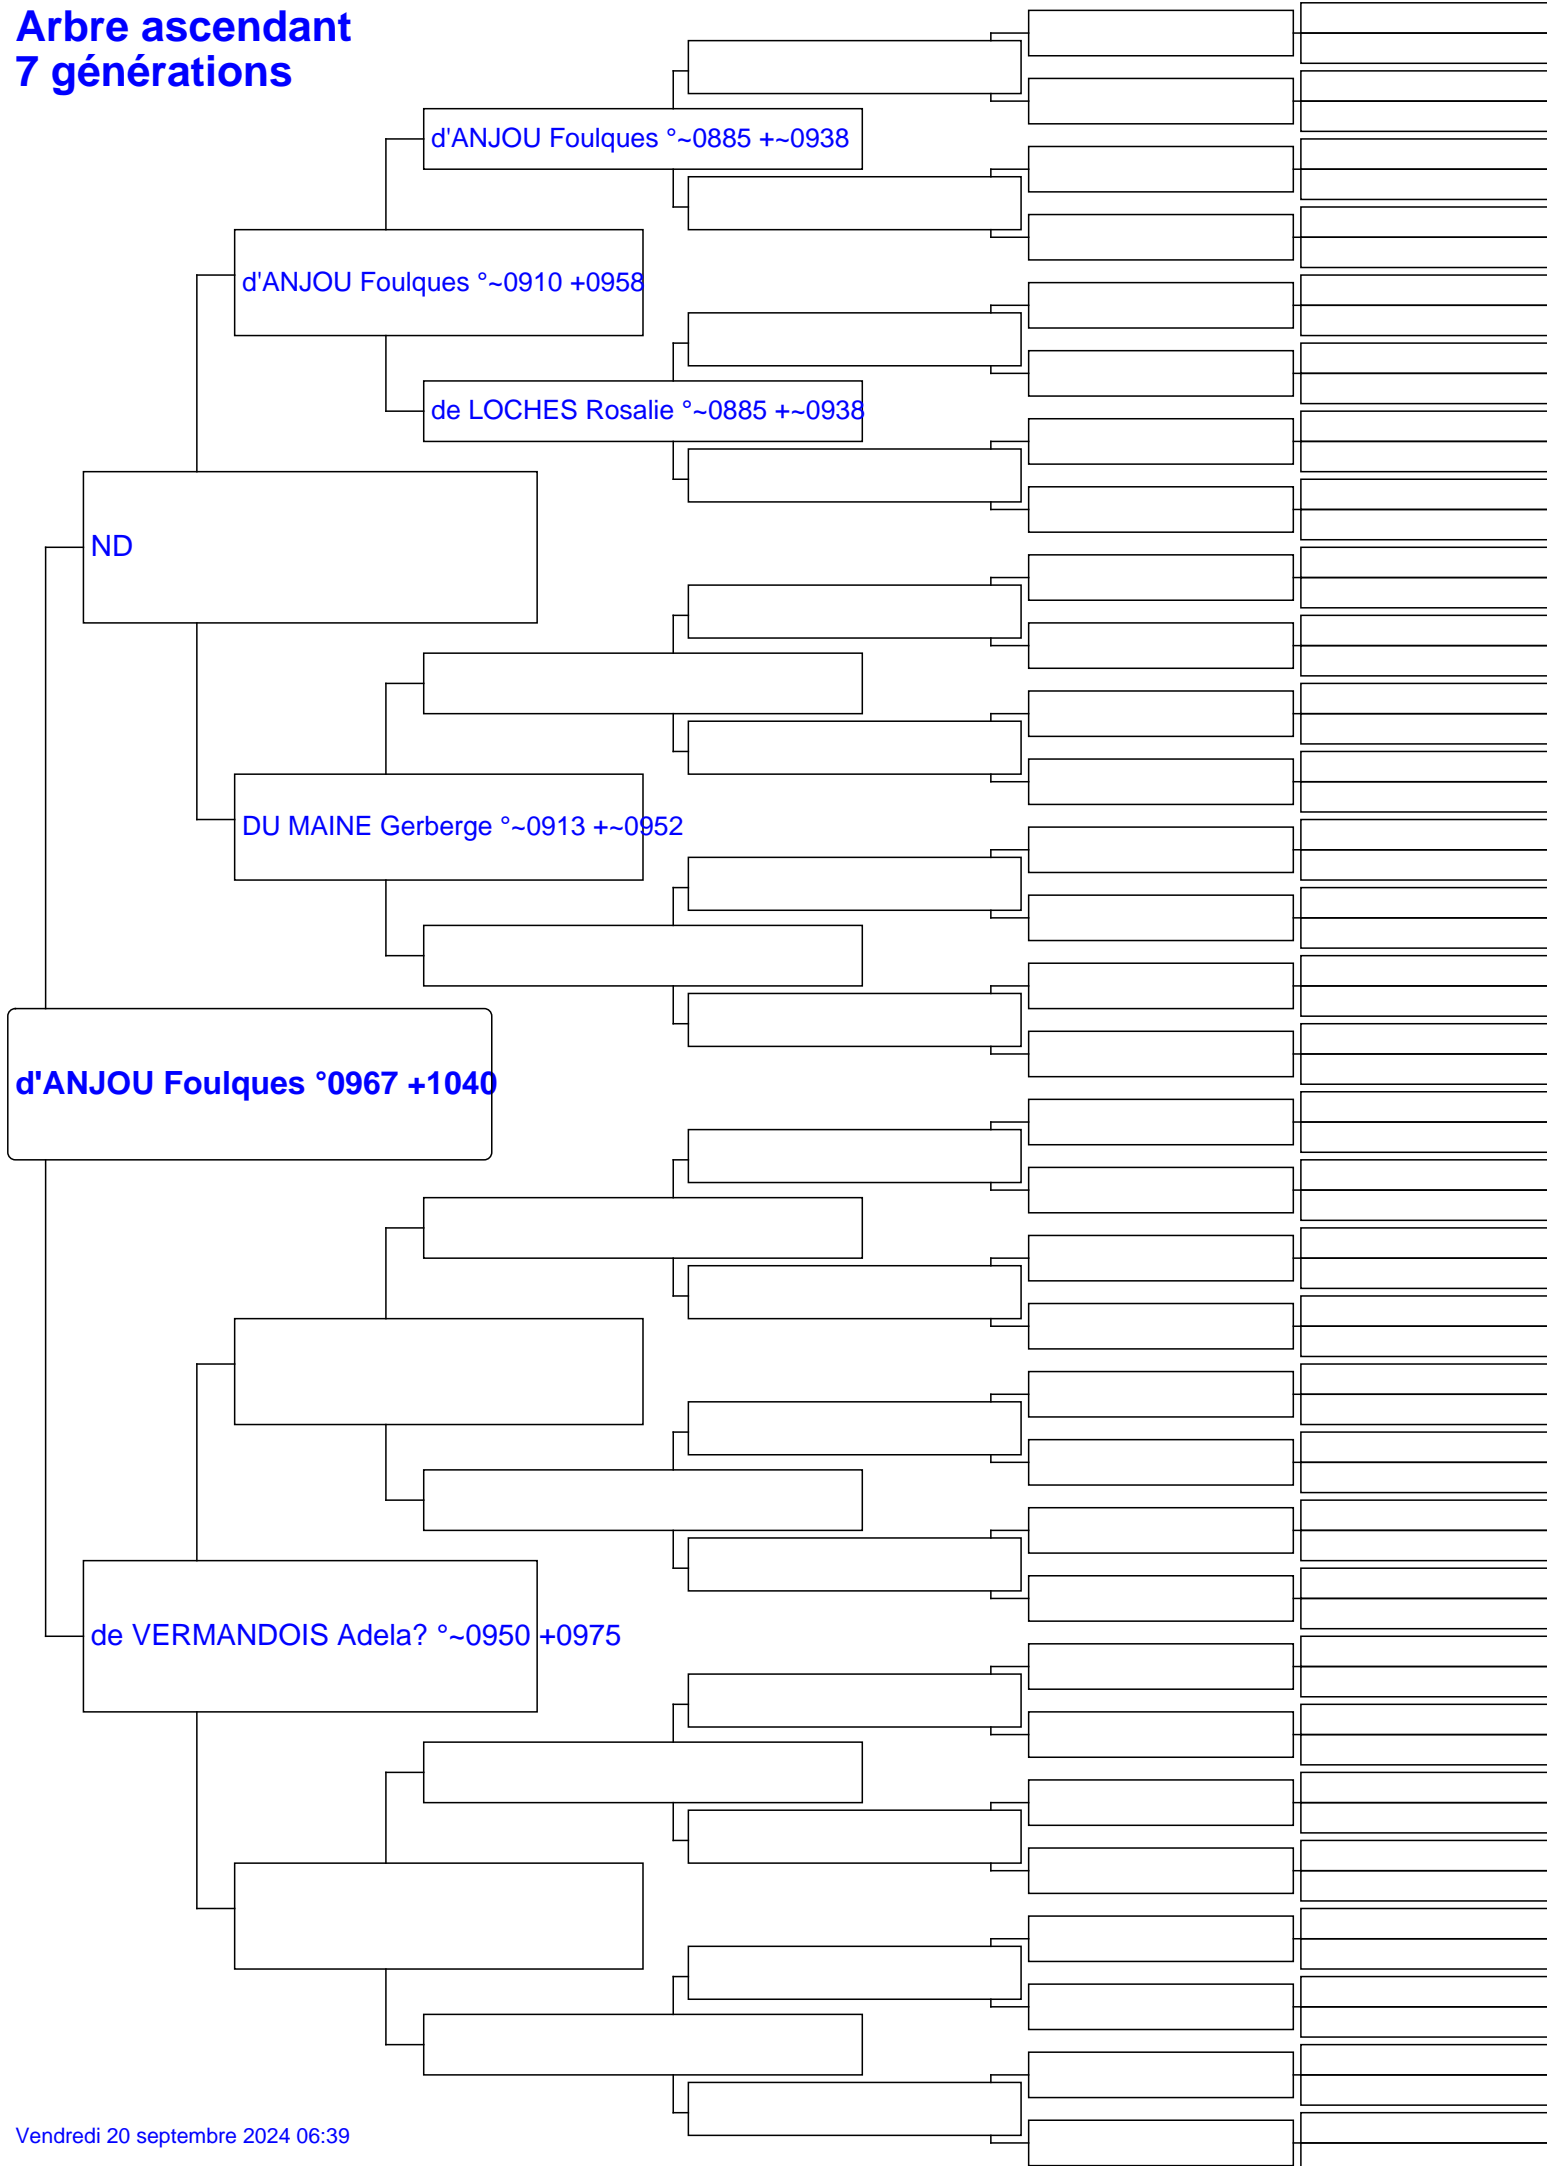 Arbre ascendant
7 générations
d'ANJOU Foulques °~0885 +~0938
d'ANJOU Foulques °~0910 +0958
de LOCHES Rosalie °~0885 +~0938
ND
DU MAINE Gerberge °~0913 +~0952
d'ANJOU Foulques °0967 +1040
de VERMANDOIS Adela? °~0950 +0975
Vendredi 20 septembre 2024 06:39